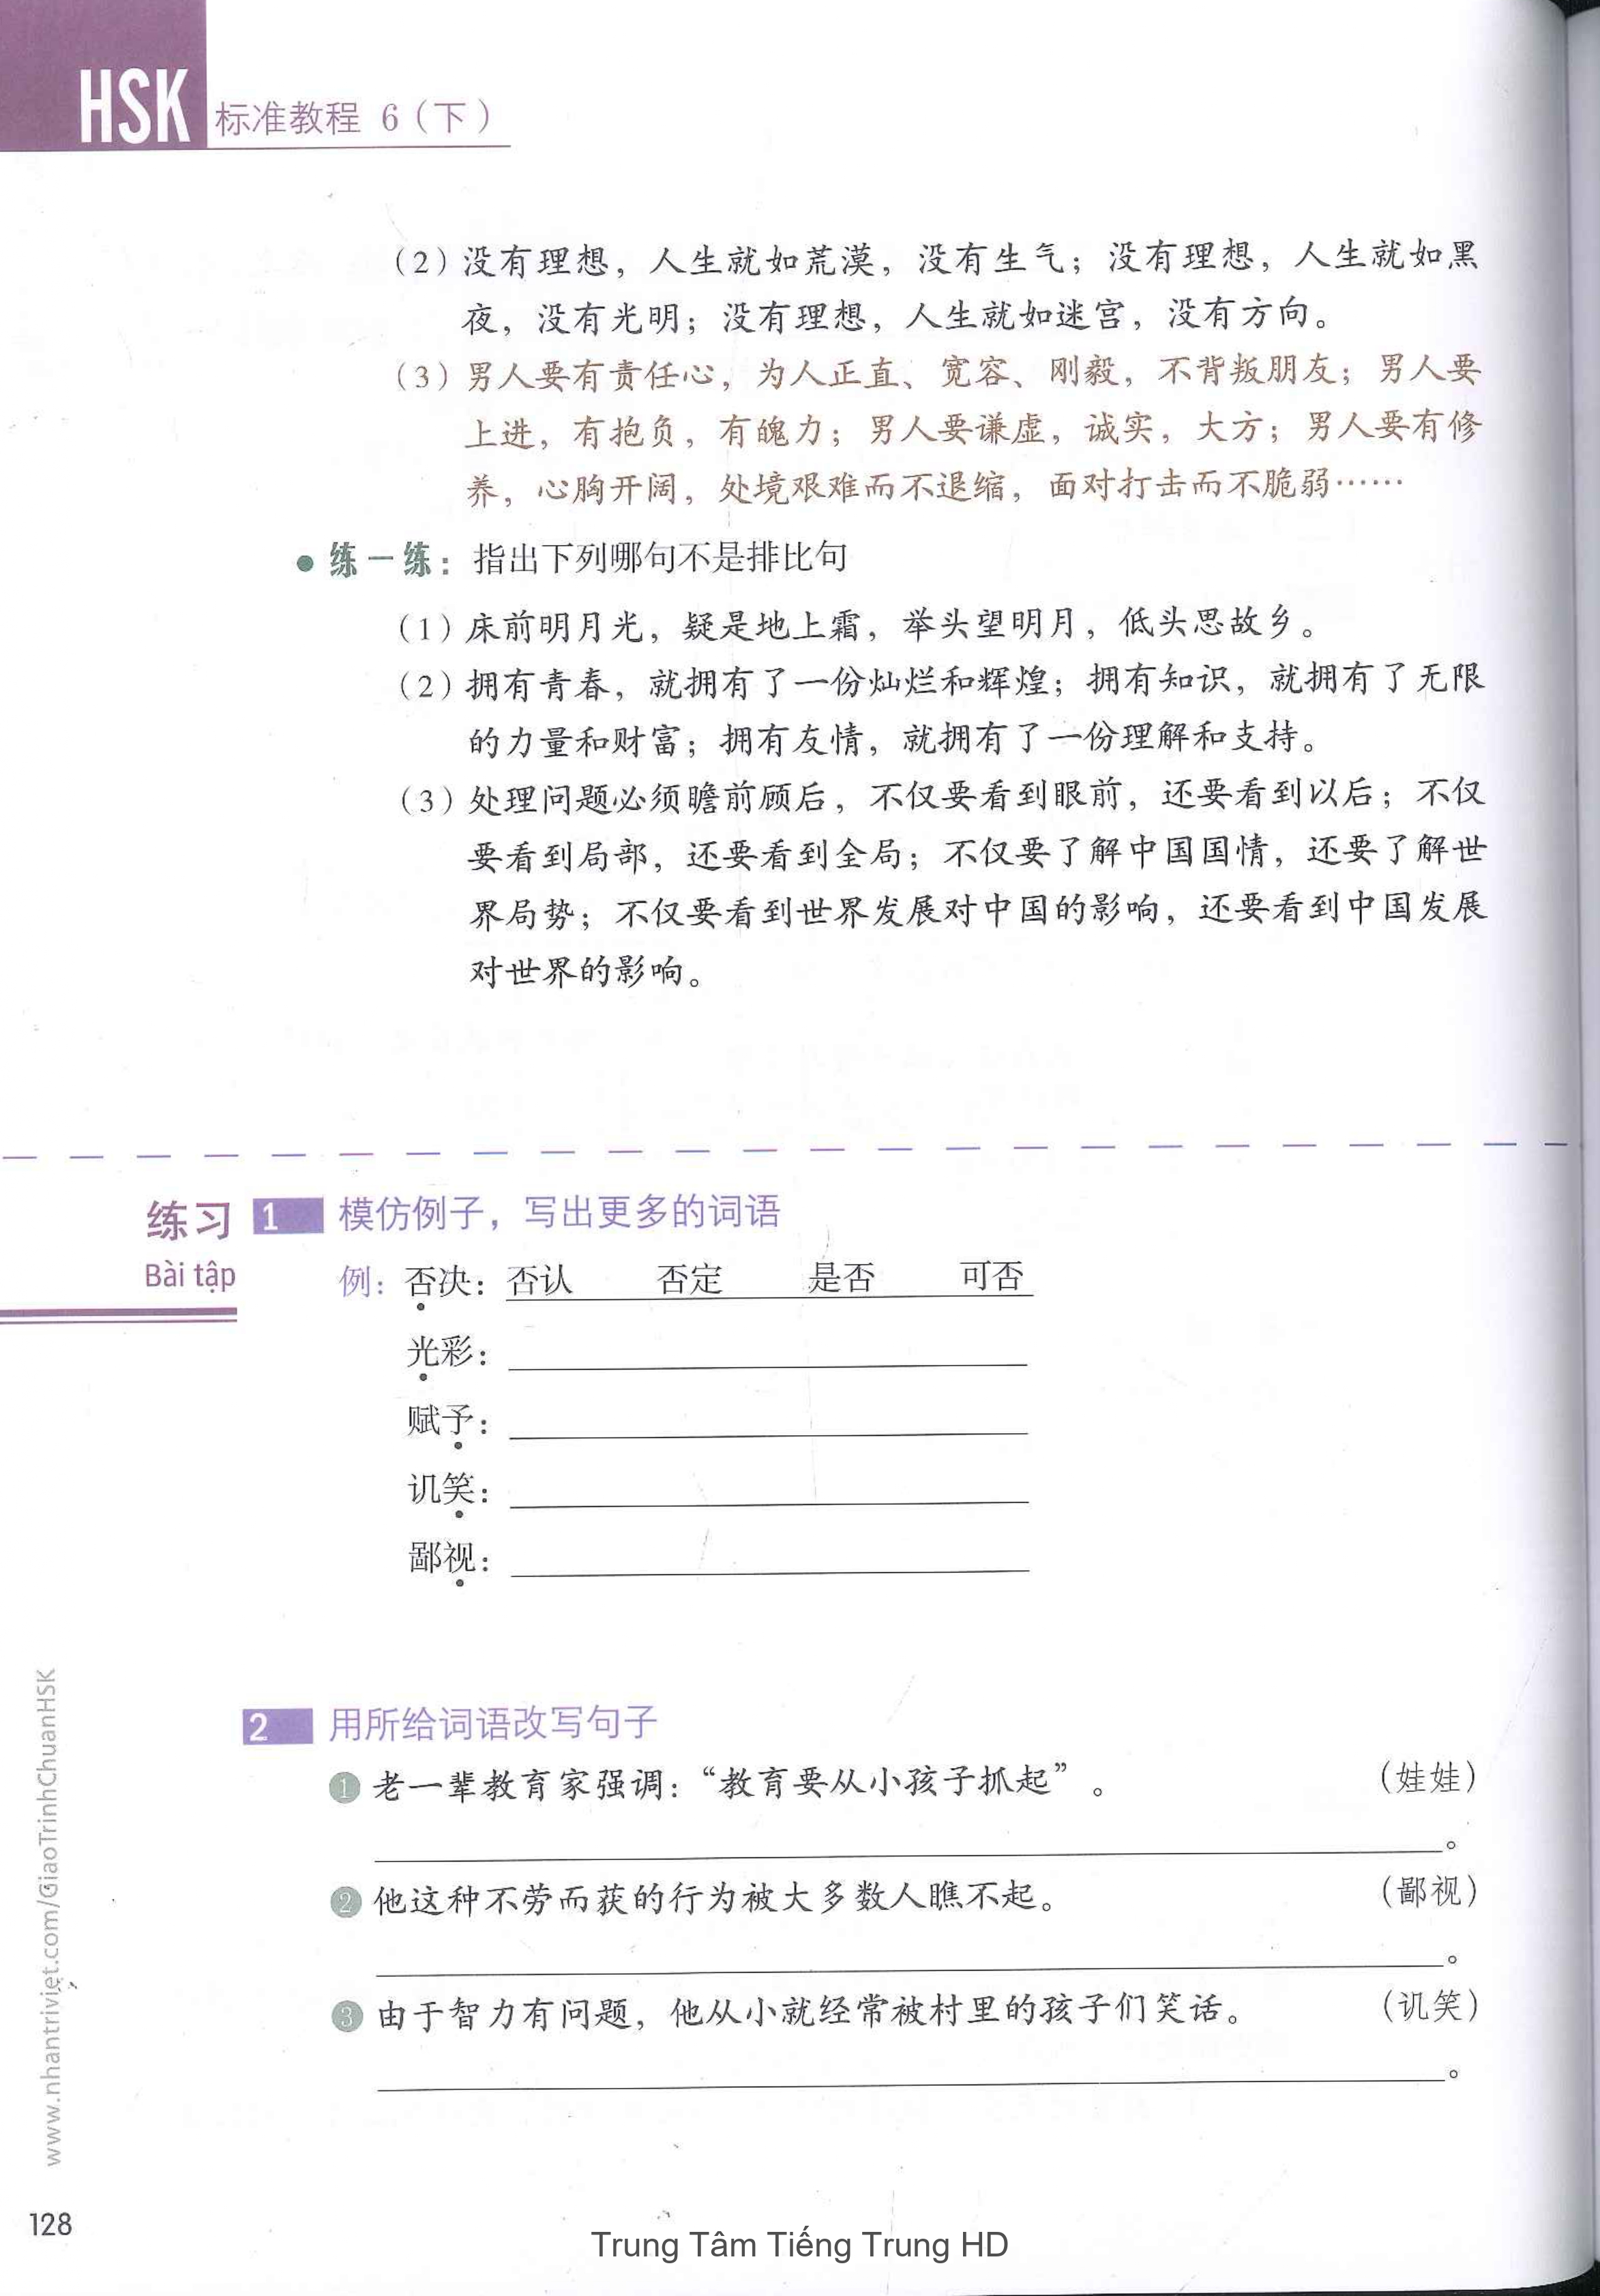 HSK 标准教程 6（下）
（2）没有理想，人生就如荒漠，没有生气；没有理想，人生就如黑
夜，没有光明；没有理想，人生就如迷宫，没有方向。
（3）男人要有责任心，为人正直、宽容、刚毅，不背叛朋友；男人要
上进，有抱负，有魄力；男人要谦虚，诚实，大方；男人要有修
养，心胸开阔，处境艰难而不退缩，面对打击而不脆弱……
● 练一练：指出下列哪句不是排比句
（1）床前明月光，疑是地上霜，举头望明月，低头思故乡。
（2）拥有青春，就拥有了一份灿烂和辉煌；拥有知识，就拥有了无限
的力量和财富；拥有友情，就拥有了一份理解和支持。
（3）处理问题必须瞻前顾后，不仅要看到眼前，还要看到以后；不仅
要看到局部，还要看到全局；不仅要了解中国国情，还要了解世
界局势；不仅要看到世界发展对中国的影响，还要看到中国发展
对世界的影响。
练习 1 模仿例子，写出更多的词语
Bài tập
例：否决：否认 否定 是否 可否
光彩：
赋予：
讥笑：
鄙视：
2 用所给词语改写句子
1 老一辈教育家强调：“教育要从小孩子抓起”。 （娃娃）
。
2 他这种不劳而获的行为被大多数人瞧不起。 （鄙视）
。
3 由于智力有问题，他从小就经常被村里的孩子们笑话。 （讥笑）
。
www.nhantriviet.com/GiaoTrinhChuanHSK
128
Trung Tâm Tiếng Trung HD